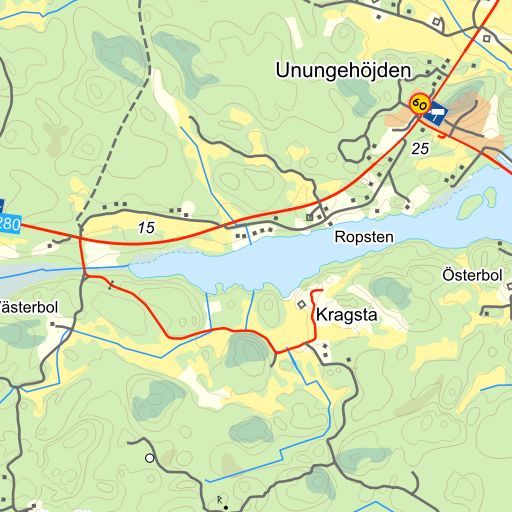 Unungehöjden
60
25
15
280
Ropsten
Österbol
Västerbol
Kragsta
R